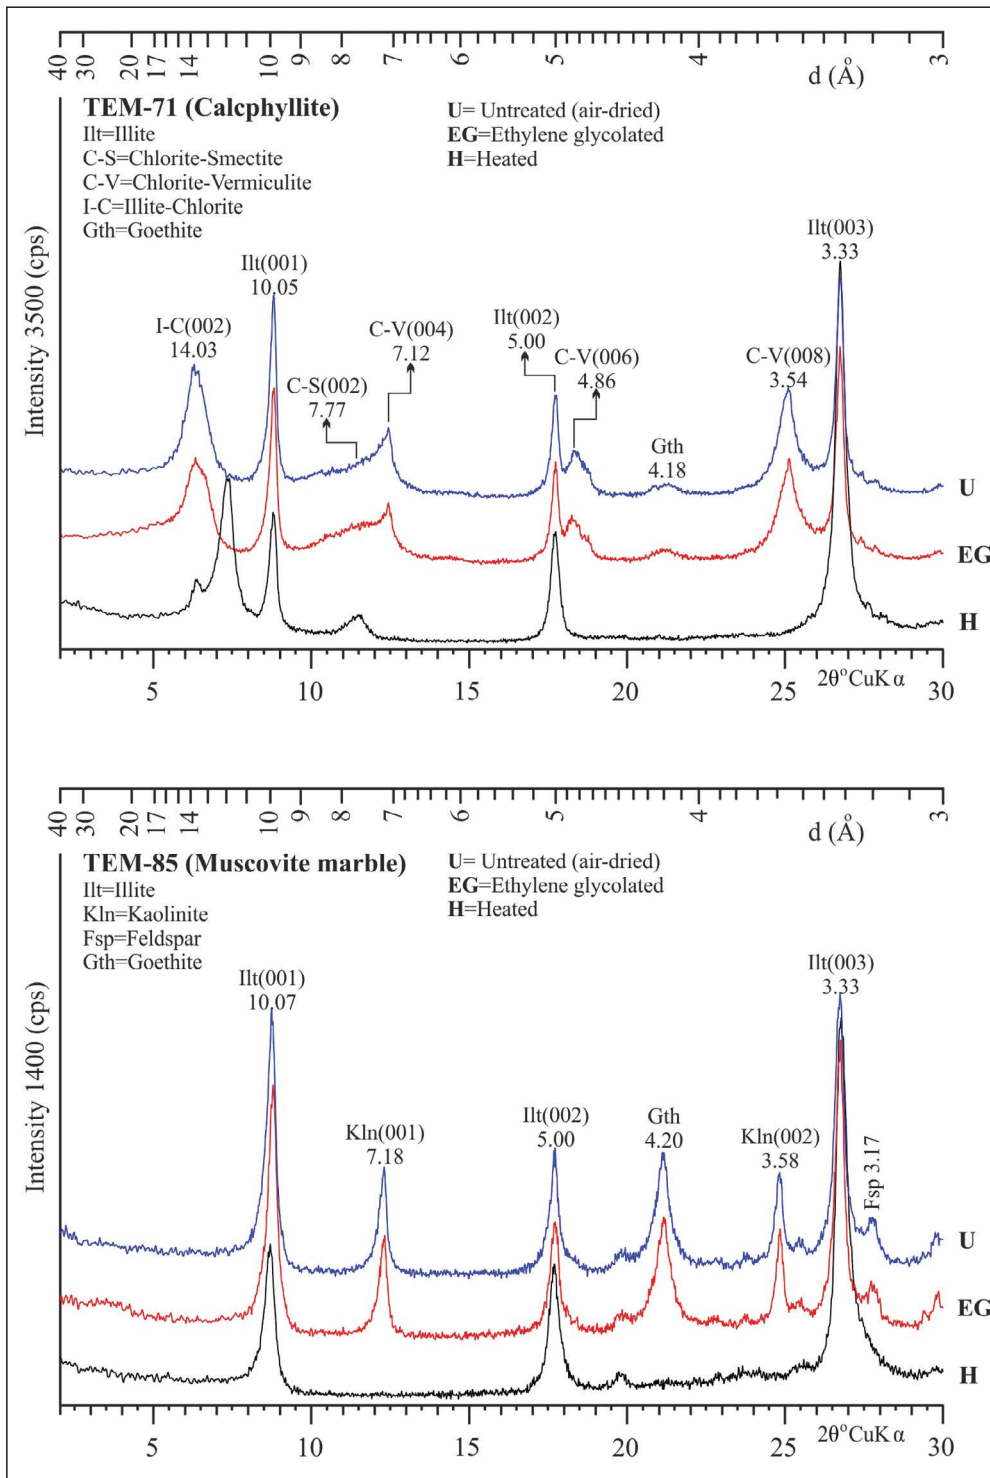 40 30 20 17 14 10 9 8 7 6 5 4 d (Å) 3
TEM-71 (Calcphyllite)
Ilt=Illite
C-S=Chlorite-Smectite
C-V=Chlorite-Vermiculite
I-C=Illite-Chlorite
Gth=Goethite
U= Untreated (air-dried)
EG=Ethylene glycolated
H=Heated
Intensity 3500 (cps)
I-C(002)
14.03
Ilt(001)
10.05
C-S(002)
7.77
C-V(004)
7.12
Ilt(002)
5.00
C-V(006)
4.86
Gth
4.18
C-V(008)
3.54
Ilt(003)
3.33
U
EG
H
5 10 15 20 25 2θ°CuK α 30
40 30 20 17 14 10 9 8 7 6 5 4 d (Å) 3
TEM-85 (Muscovite marble)
Ilt=Illite
Kln=Kaolinite
Fsp=Feldspar
Gth=Goethite
U= Untreated (air-dried)
EG=Ethylene glycolated
H=Heated
Intensity 1400 (cps)
Ilt(001)
10.07
Kln(001)
7.18
Ilt(002)
5.00
Gth
4.20
Kln(002)
3.58
Ilt(003)
3.33
Fsp 3.17
U
EG
H
5 10 15 20 25 2θ°CuK α 30